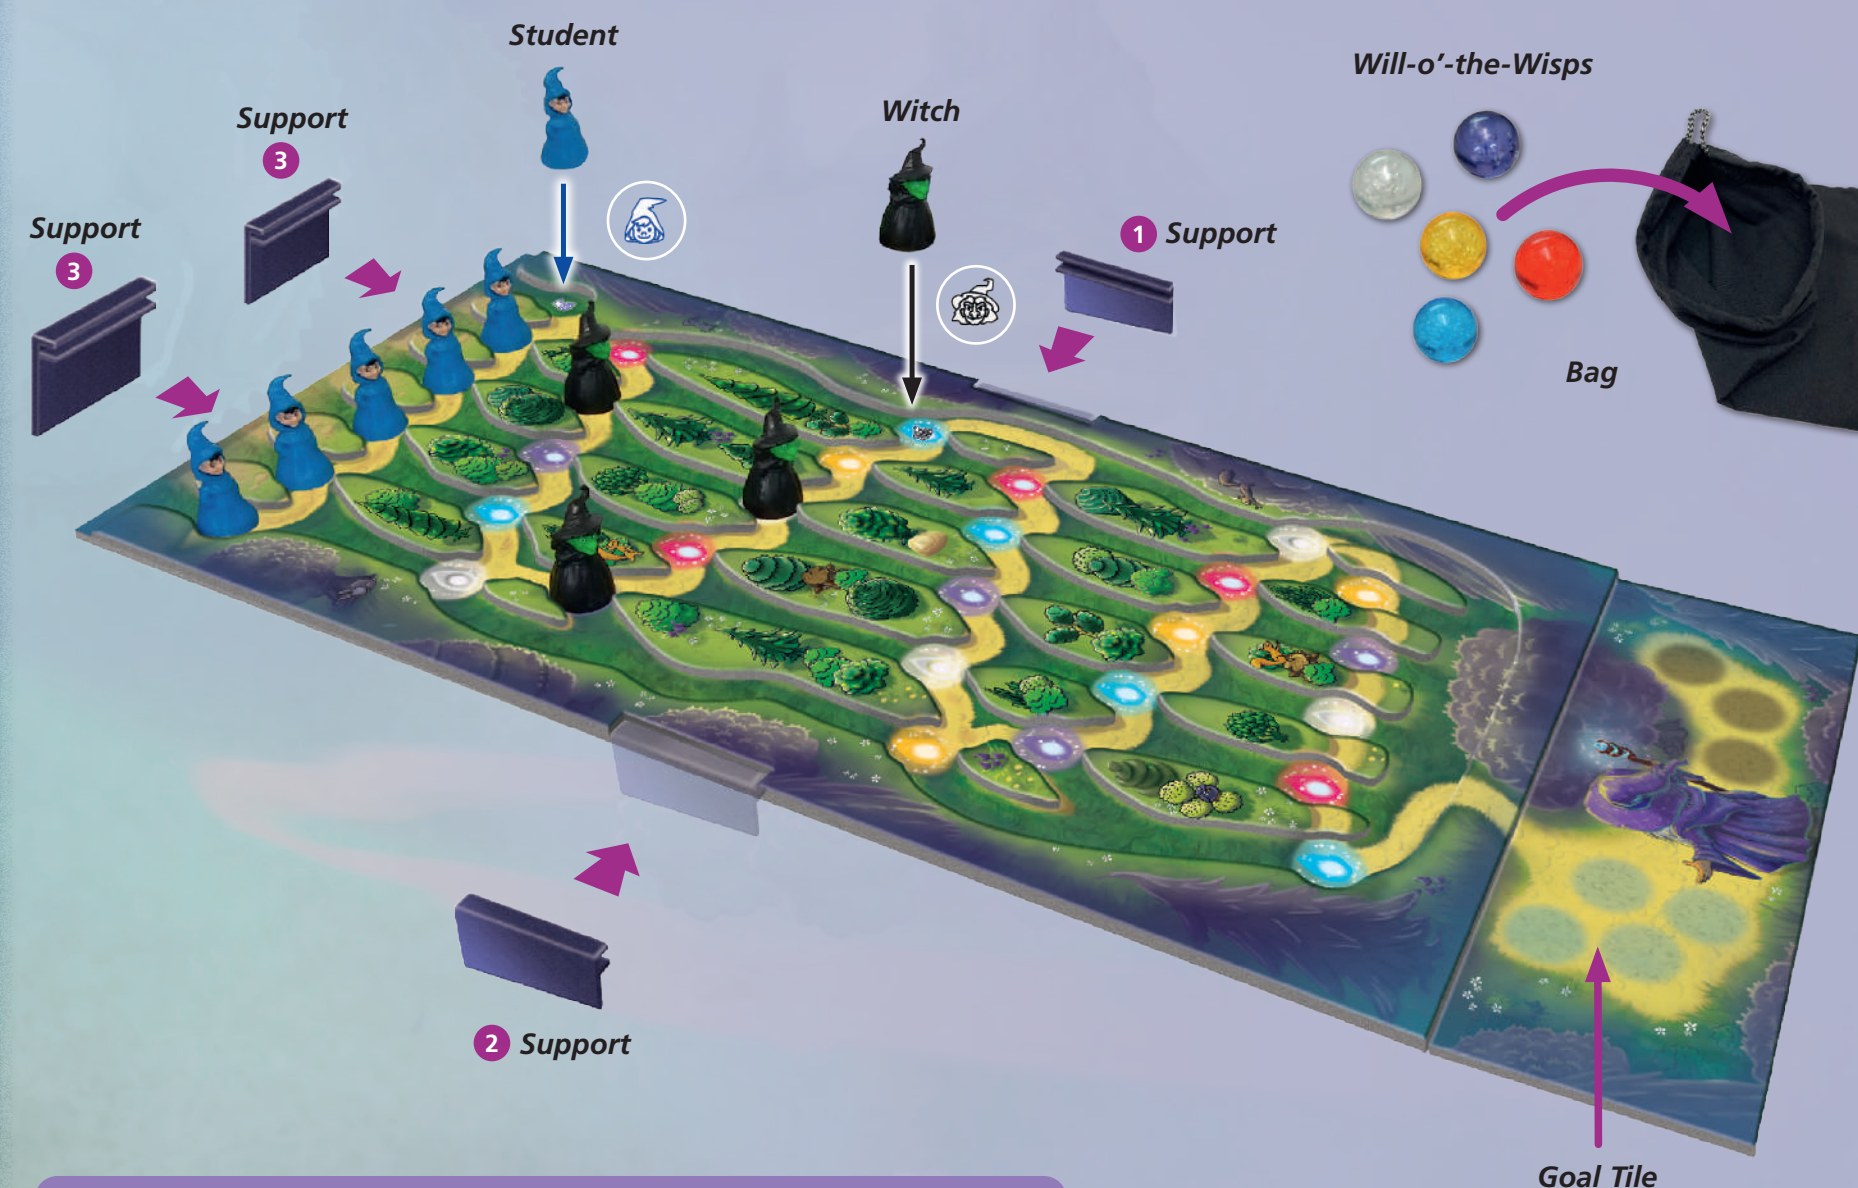 Student
Will-o'-the-Wisps
Support
3
Witch
Support
3
1 Support
Bag
2 Support
Goal Tile